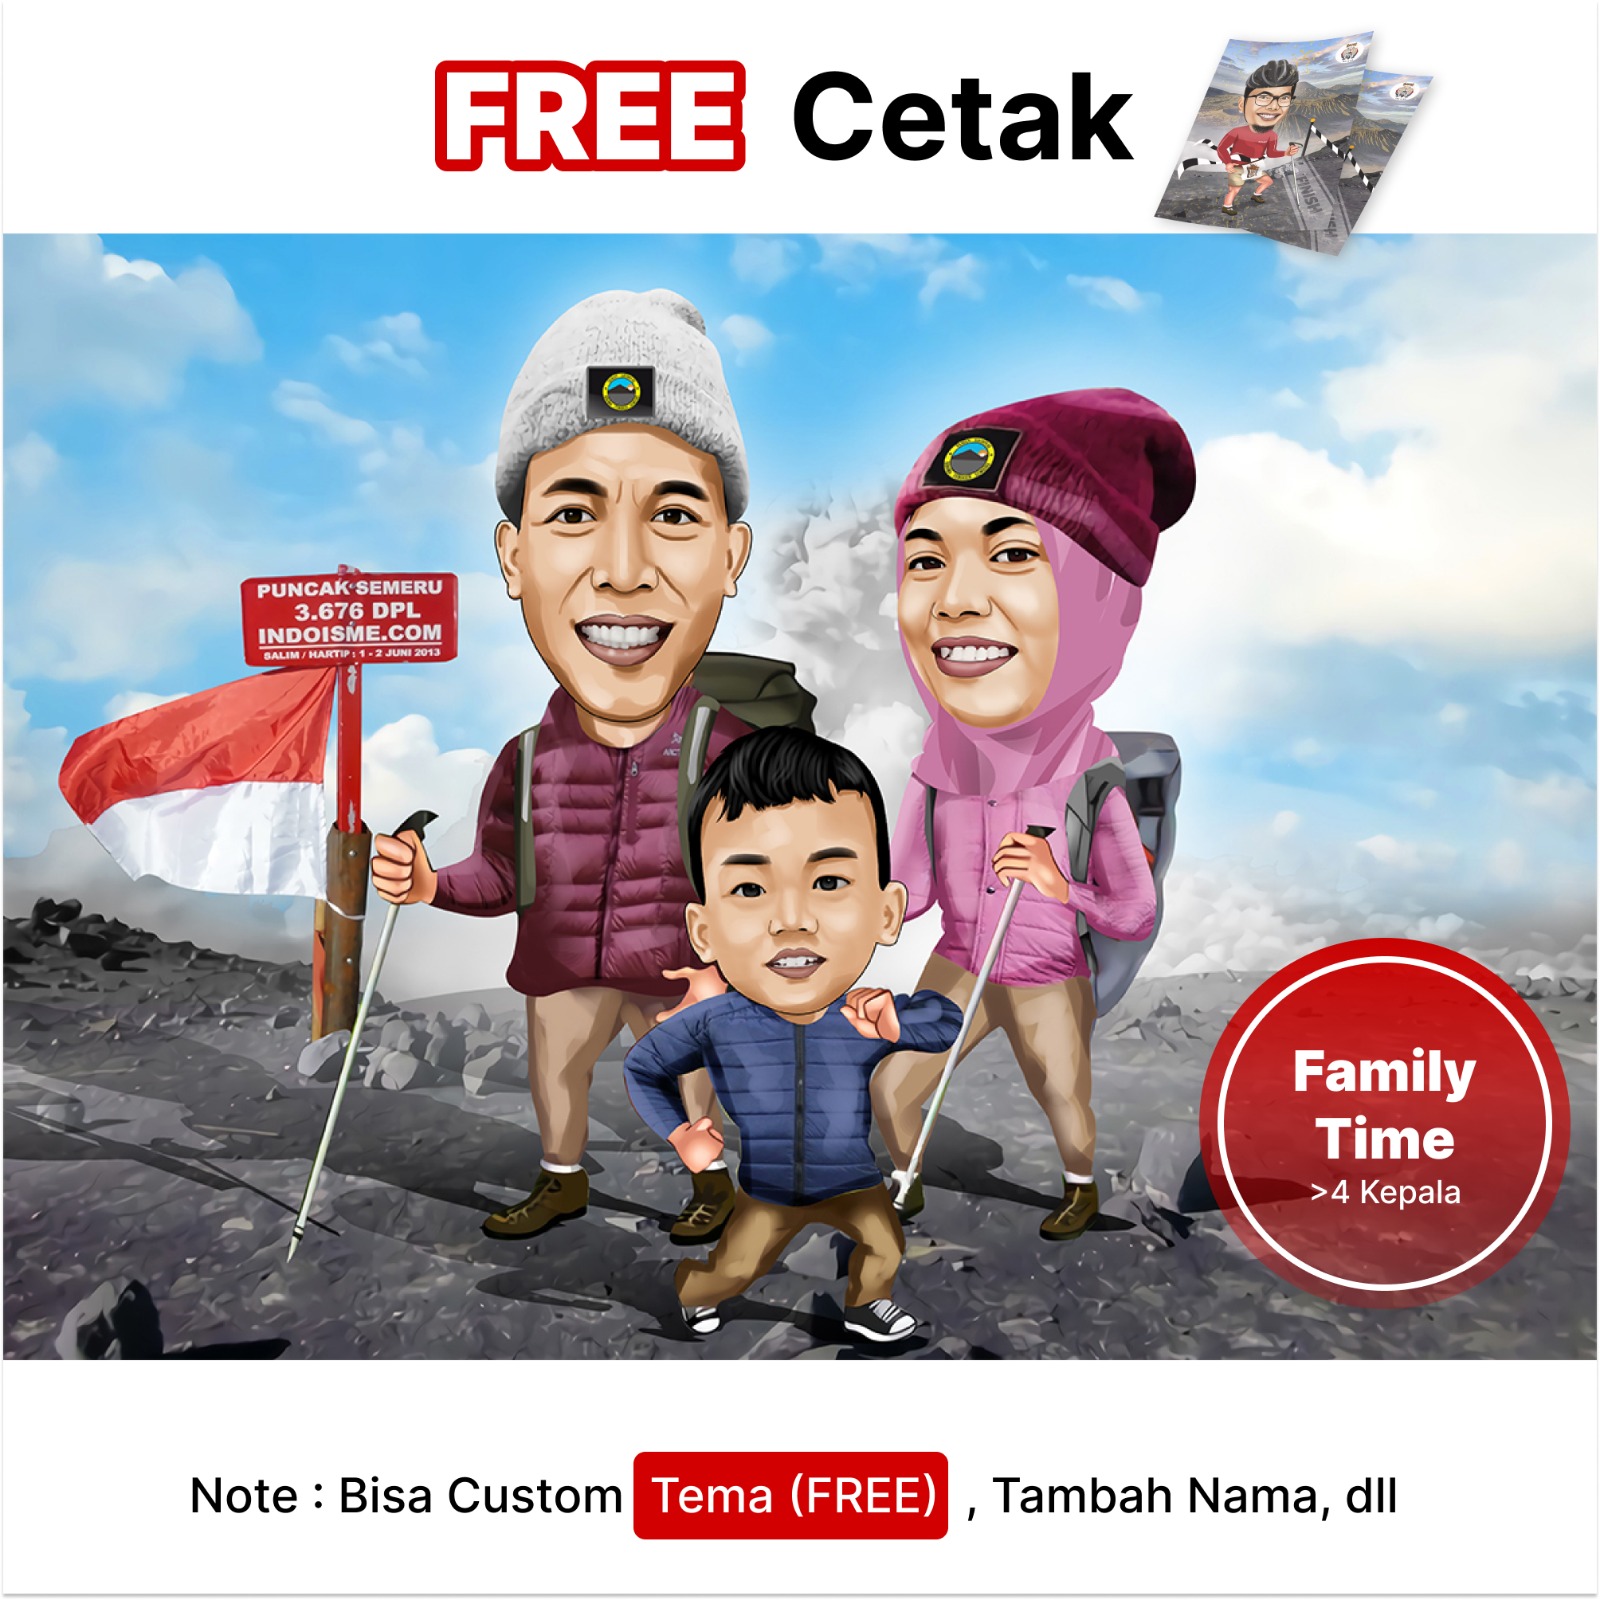 FREE Cetak
FINISH
PUNCAK SEMERU
3.676 DPL
INDOISME.COM
SALIM / HARTIP : 1 - 2 JUNI 2013
Family
Time
>4 Kepala
Note : Bisa Custom Tema (FREE) , Tambah Nama, dll